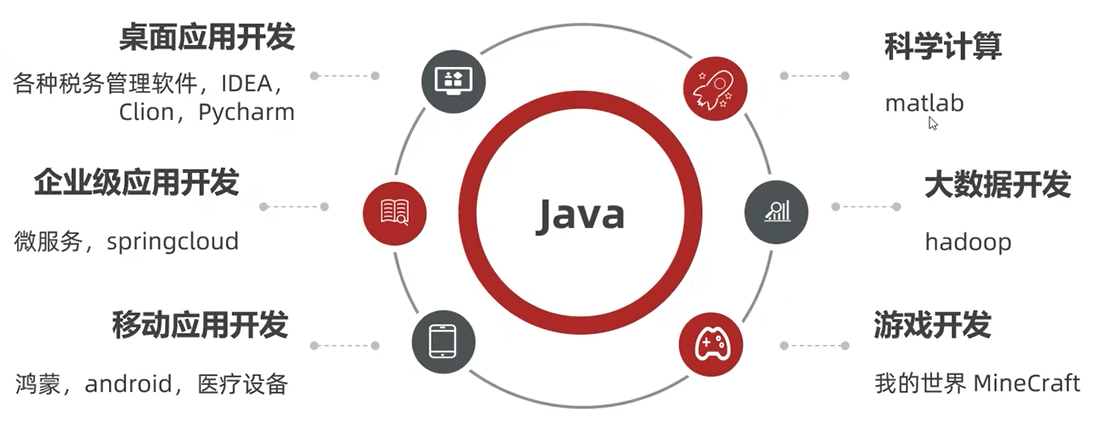 桌面应用开发
各种税务管理软件，IDEA，
Clion，Pycharm
企业级应用开发
微服务，springcloud
移动应用开发
鸿蒙，android，医疗设备
Java
科学计算
matlab
大数据开发
hadoop
游戏开发
我的世界 MineCraft